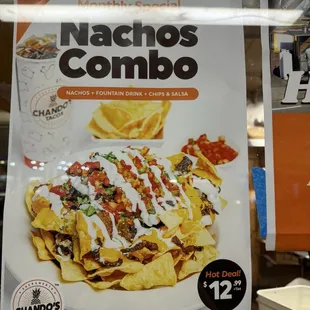 Monthly Special
Nachos
Combo
NACHOS + FOUNTAIN DRINK + CHIPS & SALSA
CHANDO'S
TACOS
Hot Deal!
$12.99
CHANDO'S
H